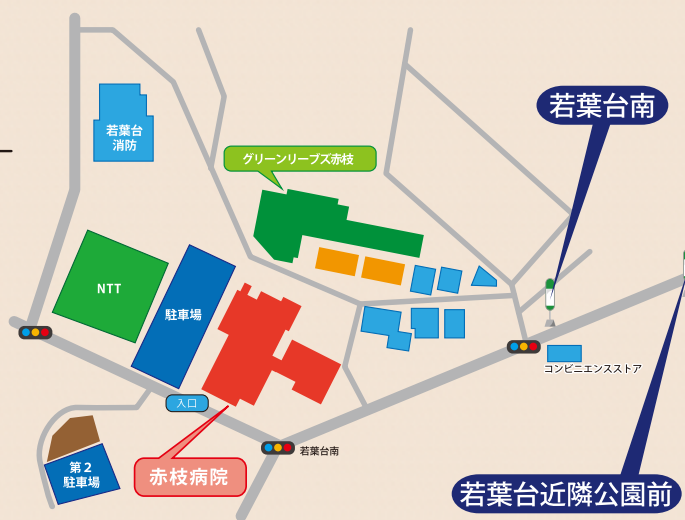 若葉台南
若葉台
消防
グリーンリーブズ赤枝
NTT
駐車場
コンビニエンスストア
入口
若葉台南
第2
駐車場
赤枝病院
若葉台近隣公園前